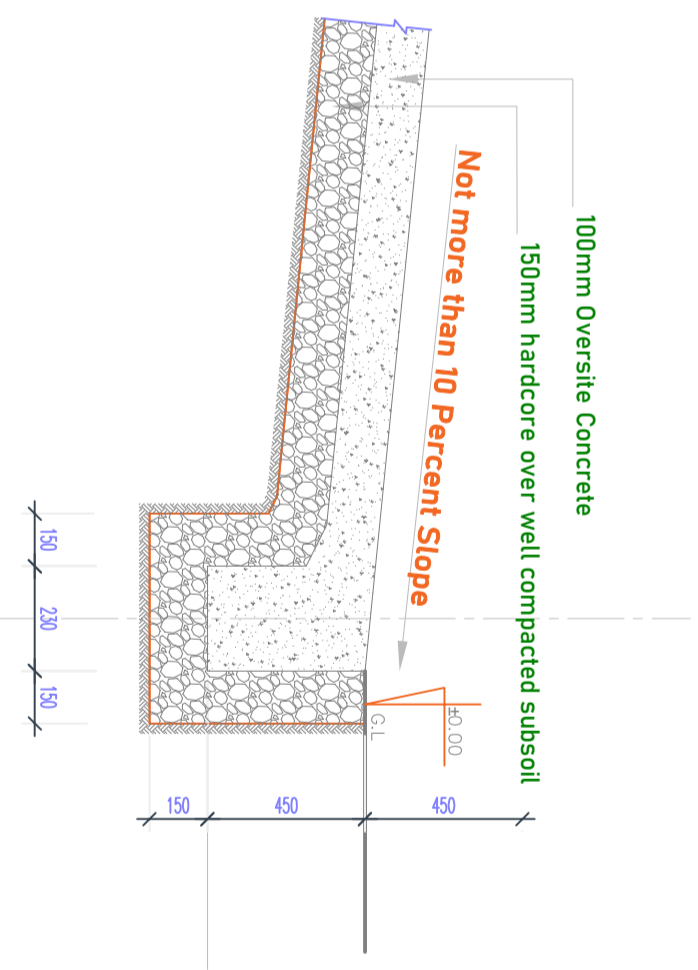 100mm Oversite Concrete
150mm hardcore over well compacted subsoil
Not more than 10 Percent Slope
±0.00
G.L
450
450
150
150
230
150